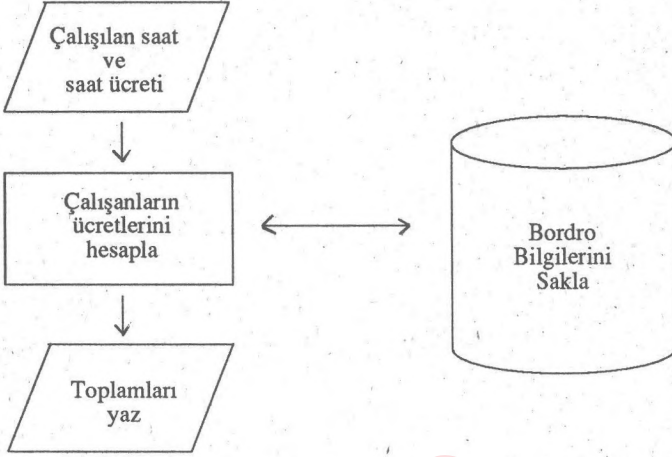 Çalışılan saat
ve
saat ücreti
Çalışanların
ücretlerini
hesapla
Bordro
Bilgilerini
Sakla
Toplamları
yaz